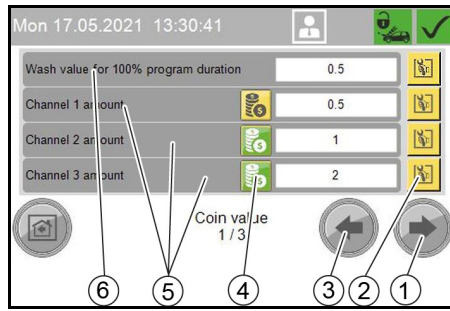 Mon 17.05.2021 13:30:41
Wash value for 100% program duration 0.5
Channel 1 amount 0.5
Channel 2 amount 1
Channel 3 amount 2
Coin value
1 / 3
6 5 4 3 2 1